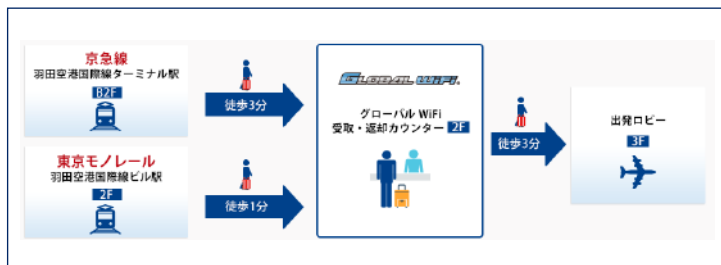 京急線
羽田空港国際線ターミナル駅
B2F
徒歩3分
東京モノレール
羽田空港国際線ビル駅
2F
徒歩1分
GLOBAL WiFi.
グローバル WiFi
受取・返却カウンター 2F
徒歩3分
出発ロビー
3F